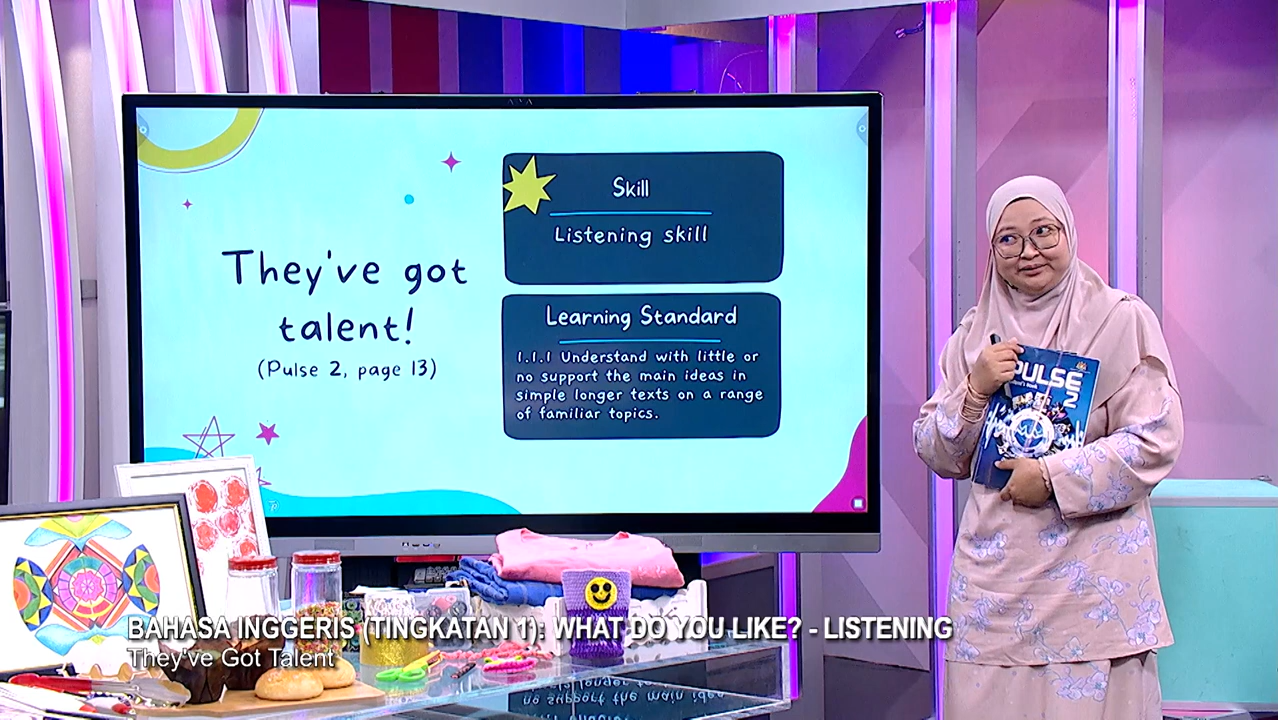 They've got
talent!
(Pulse 2, page 13)
Skill
Listening skill
Learning Standard
1.1.1 Understand with little or
no support the main ideas in
simple longer texts on a range
of familiar topics.
PULSE
2
BAHASA INGGERIS (TINGKATAN 1): WHAT DO YOU LIKE? - LISTENING
They've Got Talent